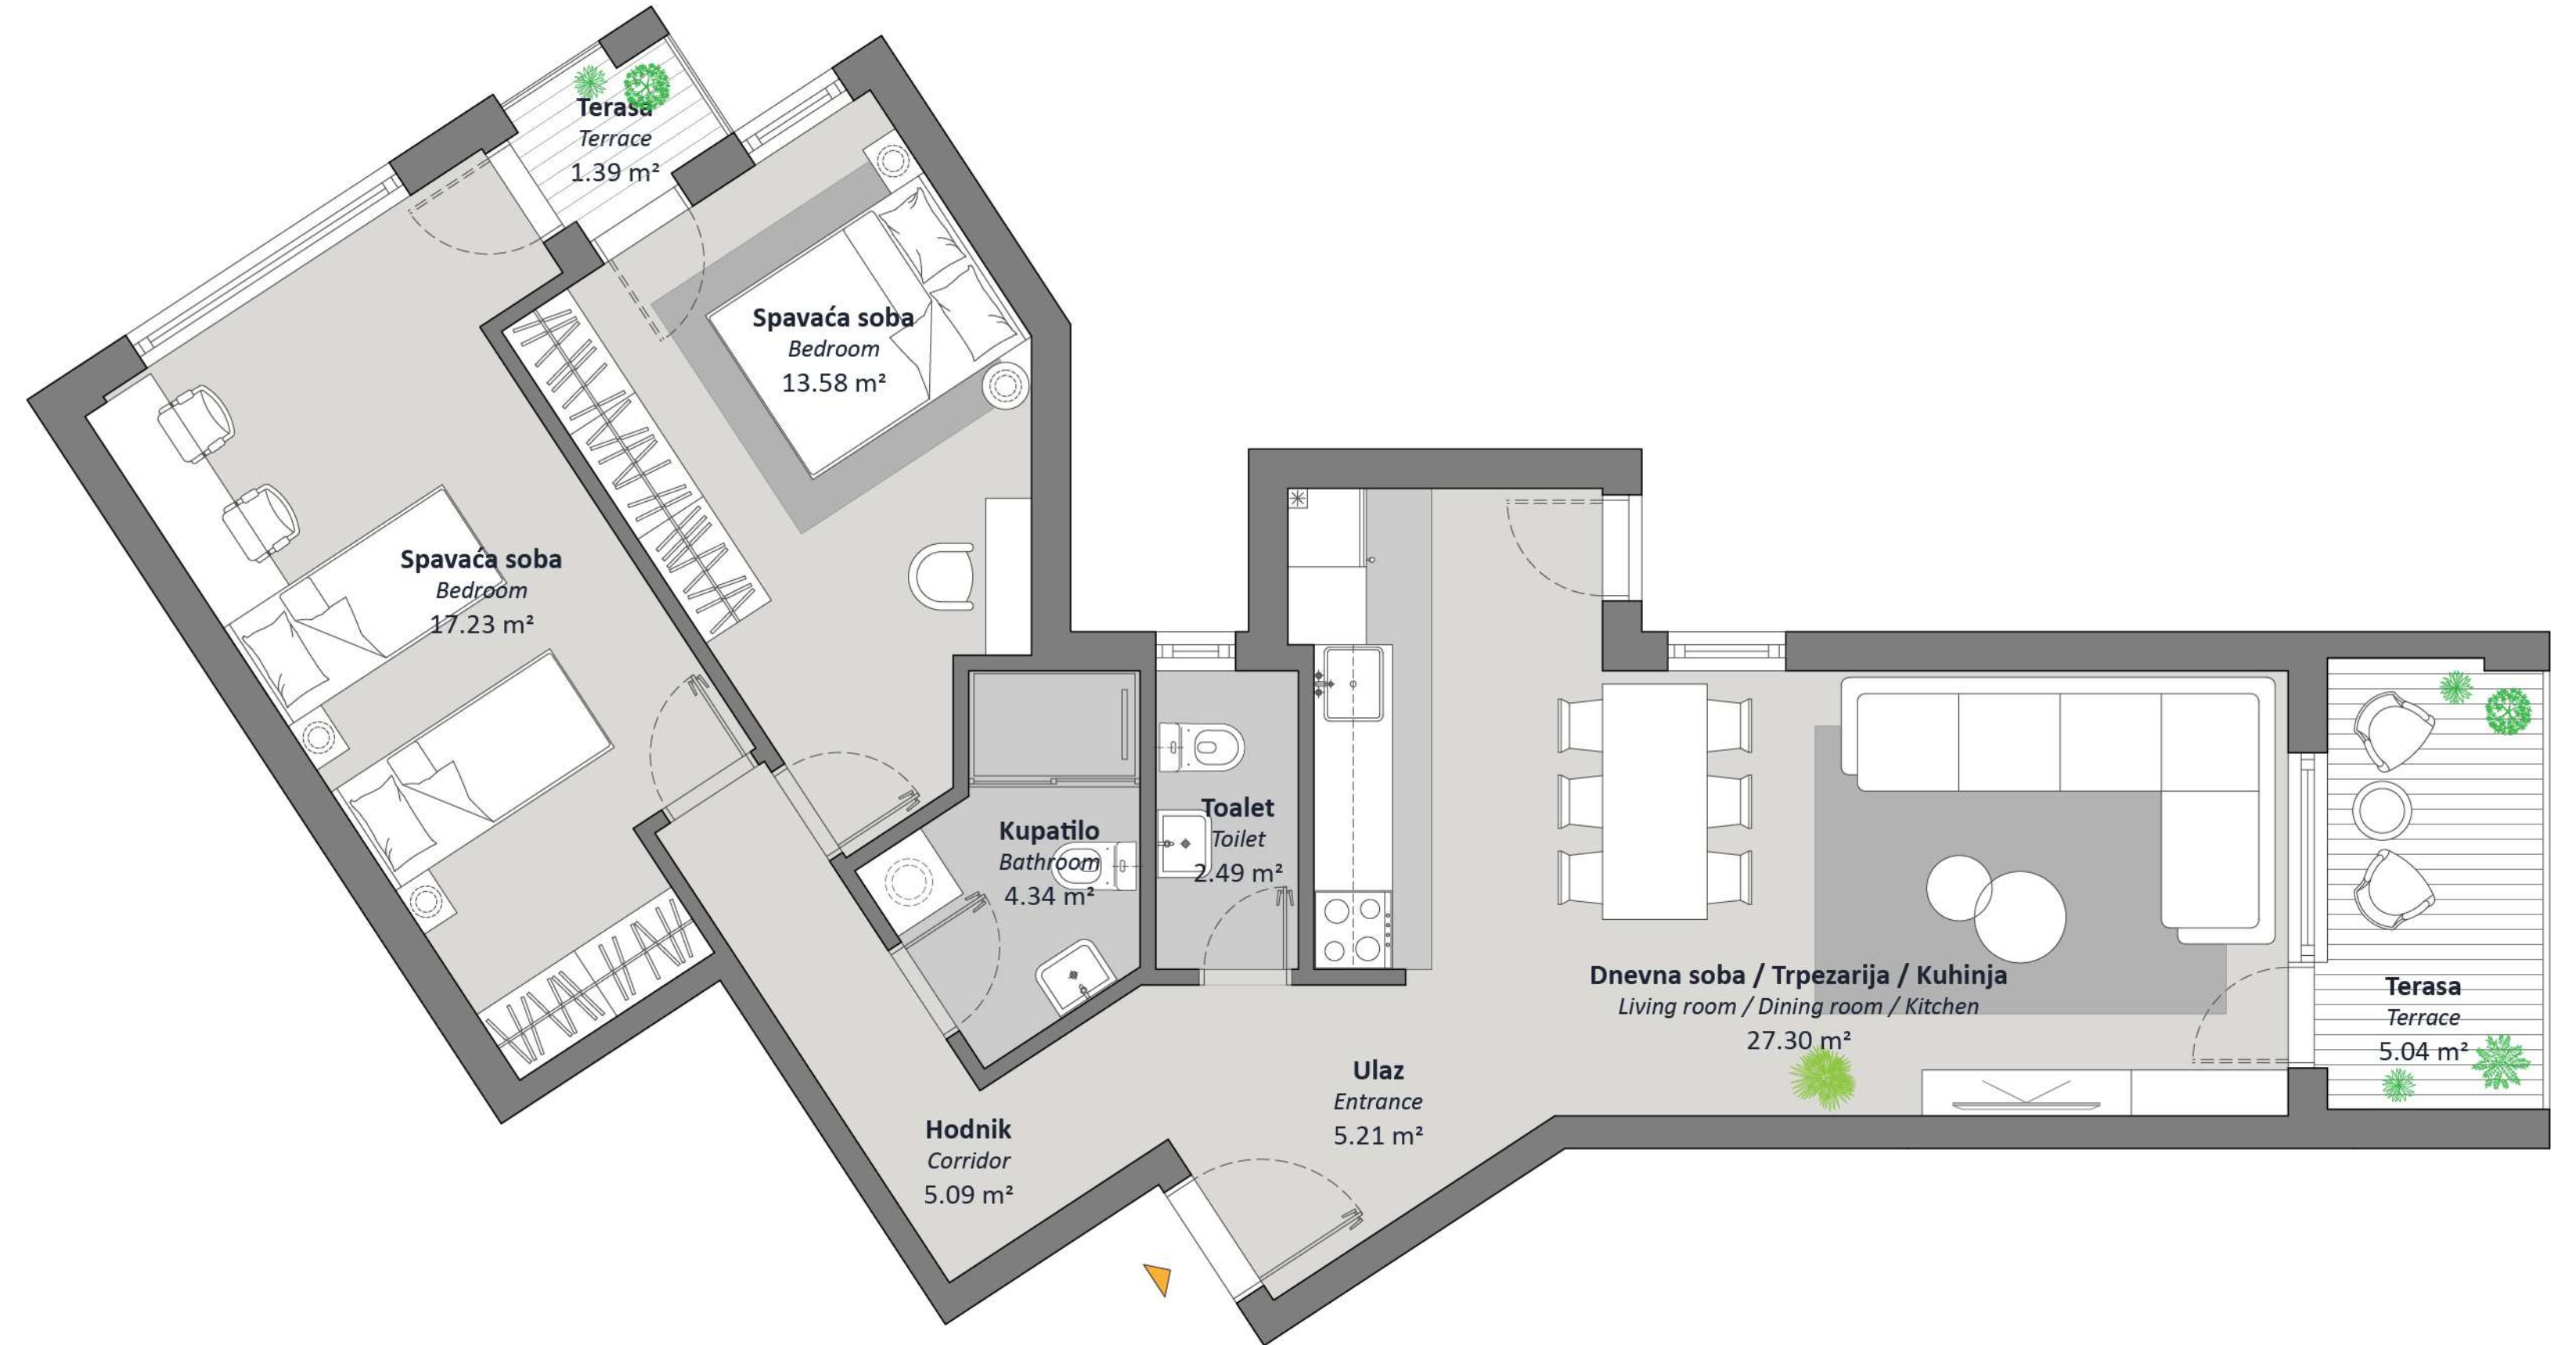 Terasa
Terrace
1.39 m²
Spavaća soba
Bedroom
13.58 m²
Spavaća soba
Bedroom
17.23 m²
Kupatilo
Bathroom
4.34 m²
Toalet
Toilet
2.49 m²
Dnevna soba / Trpezarija / Kuhinja
Living room / Dining room / Kitchen
27.30 m²
Terasa
Terrace
5.04 m²
Ulaz
Entrance
5.21 m²
Hodnik
Corridor
5.09 m²